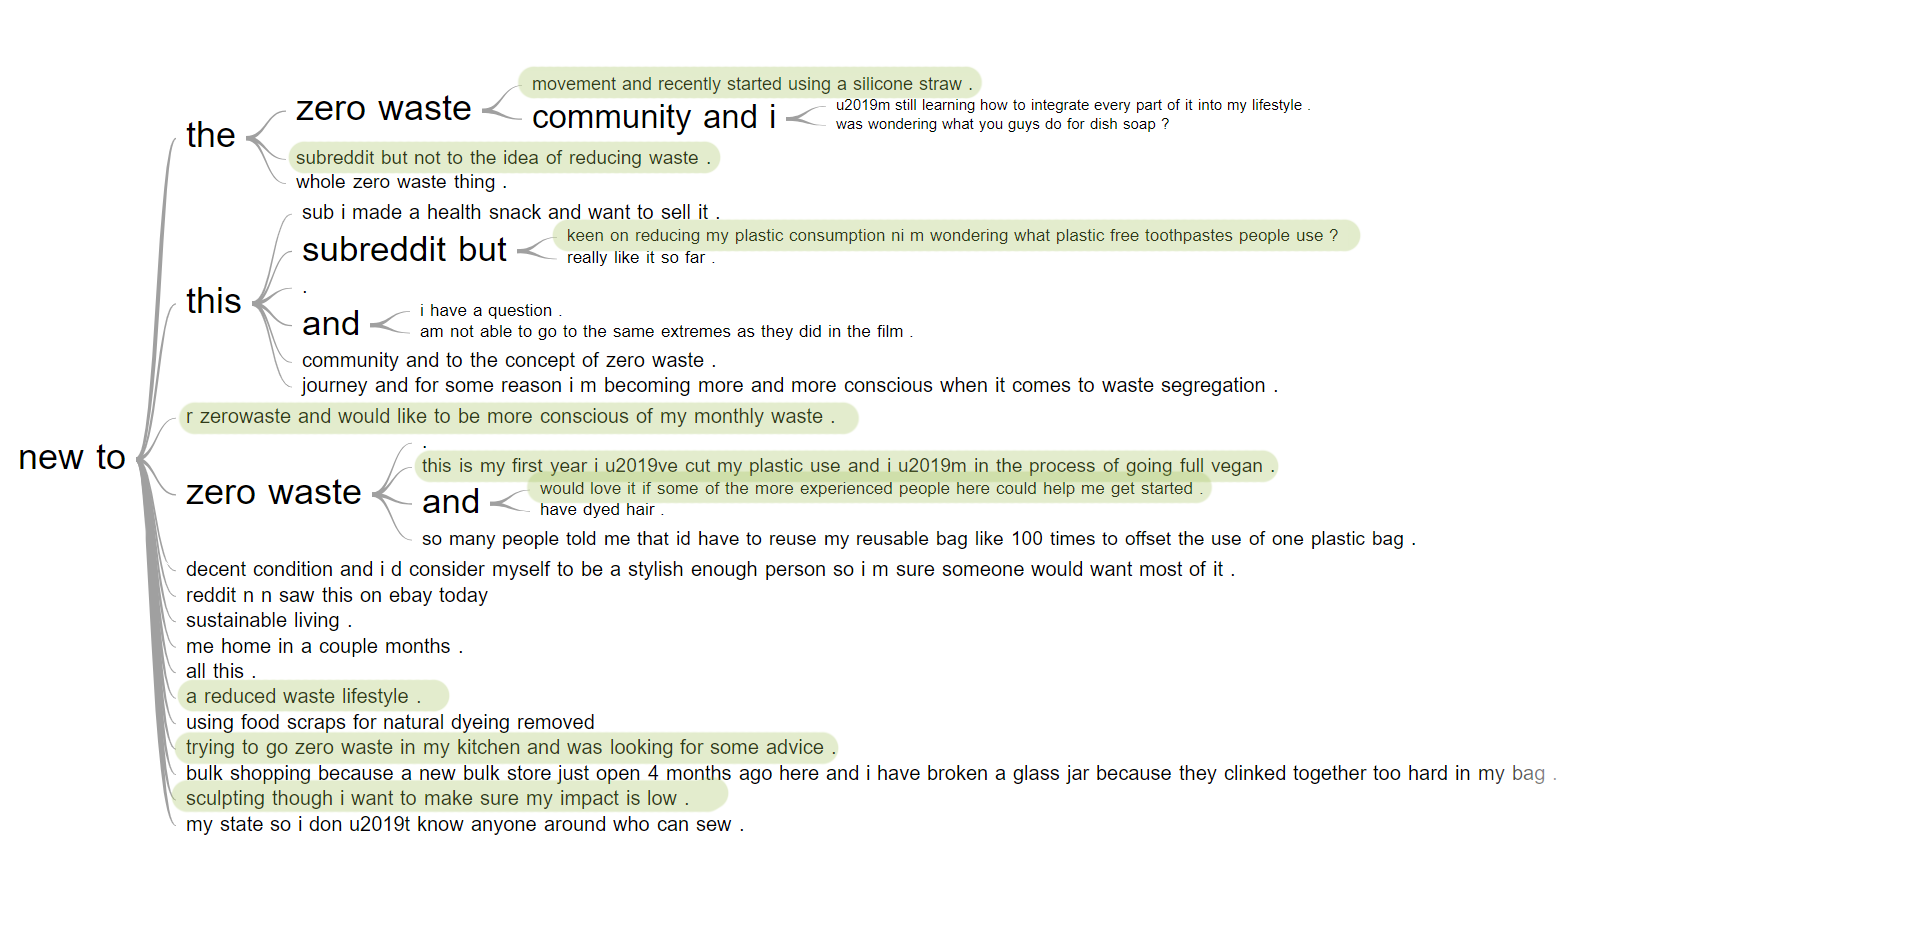 new to
the
zero waste
movement and recently started using a silicone straw .
community and i
u2019m still learning how to integrate every part of it into my lifestyle .
was wondering what you guys do for dish soap ?
subreddit but not to the idea of reducing waste .
whole zero waste thing .
this
sub i made a health snack and want to sell it .
subreddit but
keen on reducing my plastic consumption ni m wondering what plastic free toothpastes people use ?
really like it so far .
.
and
i have a question .
am not able to go to the same extremes as they did in the film .
community and to the concept of zero waste .
journey and for some reason i m becoming more and more conscious when it comes to waste segregation .
r zerowaste and would like to be more conscious of my monthly waste .
zero waste
.
this is my first year i u2019ve cut my plastic use and i u2019m in the process of going full vegan .
and
would love it if some of the more experienced people here could help me get started .
have dyed hair .
so many people told me that id have to reuse my reusable bag like 100 times to offset the use of one plastic bag .
decent condition and i d consider myself to be a stylish enough person so i m sure someone would want most of it .
reddit n n saw this on ebay today
sustainable living .
me home in a couple months .
all this .
a reduced waste lifestyle .
using food scraps for natural dyeing removed
trying to go zero waste in my kitchen and was looking for some advice .
bulk shopping because a new bulk store just open 4 months ago here and i have broken a glass jar because they clinked together too hard in my bag .
sculpting though i want to make sure my impact is low .
my state so i don u2019t know anyone around who can sew .